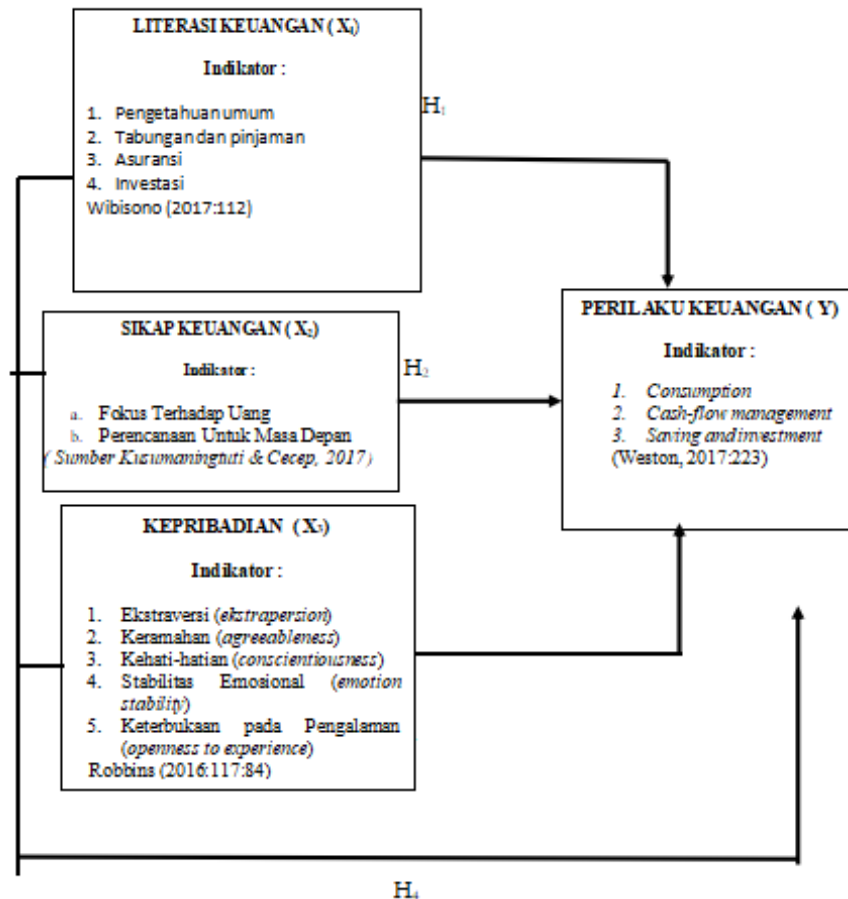 LITERASI KEUANGAN ( X₁)
Indikator :
1. Pengetahuan umum
2. Tabungan dan pinjaman
3. Asuransi
4. Investasi
Wibisono (2017:112)
H₁
SIKAP KEUANGAN ( X₂)
Indikator :
a. Fokus Terhadap Uang
b. Perencanaan Untuk Masa Depan
( Sumber Kusumaningtuti & Cecep, 2017)
H₂
PERILAKU KEUANGAN ( Y)
Indikator :
1. Consumption
2. Cash-flow management
3. Saving and investment
(Weston, 2017:223)
KEPRIBADIAN ( X₃)
Indikator :
1. Ekstraversi (ekstrapersion)
2. Keramahan (agreeableness)
3. Kehati-hatian (conscientiousness)
4. Stabilitas Emosional (emotion
stability)
5. Keterbukaan pada Pengalaman
(openness to experience)
Robbins (2016:117:84)
H₄